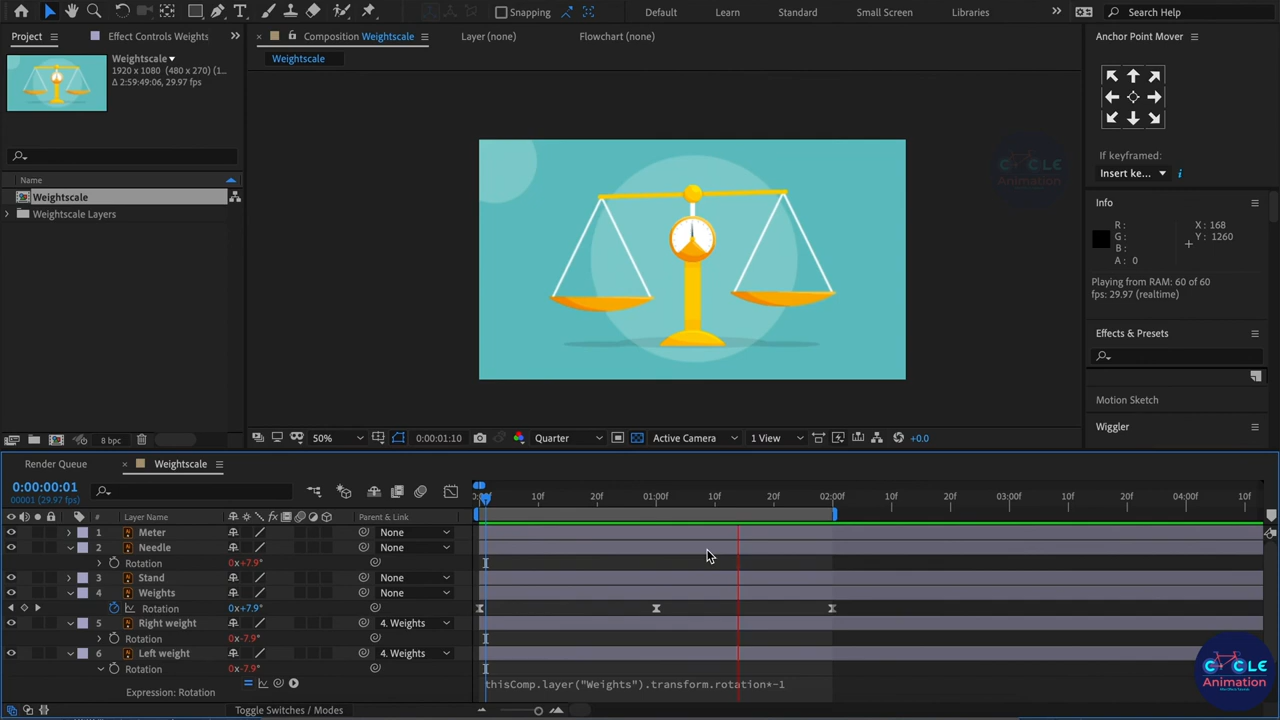 Snapping
Default
Learn
Standard
Small Screen
Libraries
Search Help
Project
Effect Controls Weights
Composition Weightscale
Layer (none)
Flowchart (none)
Anchor Point Mover
Weightscale
1920 x 1080 (480 x 270) (1...
Δ 2:59:49:06, 29.97 fps
Weightscale
If keyframed:
Insert ke...
Name
Weightscale
Weightscale Layers
Info
R:
G:
B:
A: 0
X: 168
Y: 1260
Playing from RAM: 60 of 60
fps: 29.97 (realtime)
Effects & Presets
Motion Sketch
Wiggler
CYCLE
Animation
8 bpc
50%
0:00:01:10
Quarter
Active Camera
1 View
+0.0
Render Queue
Weightscale
0:00:00:01
00001 (29.97 fps)
10f 20f 01:00f 10f 20f 02:00f 10f 20f 03:00f 10f 20f 04:00f 10f
# Layer Name Parent & Link
1 Meter None
2 Needle None
Rotation 0x+7.9°
3 Stand None
4 Weights None
Rotation 0x+7.9°
5 Right weight 4. Weights
Rotation 0x-7.9°
6 Left weight 4. Weights
Rotation 0x-7.9°
Expression: Rotation
thisComp.layer("Weights").transform.rotation*-1
Toggle Switches / Modes
Animation